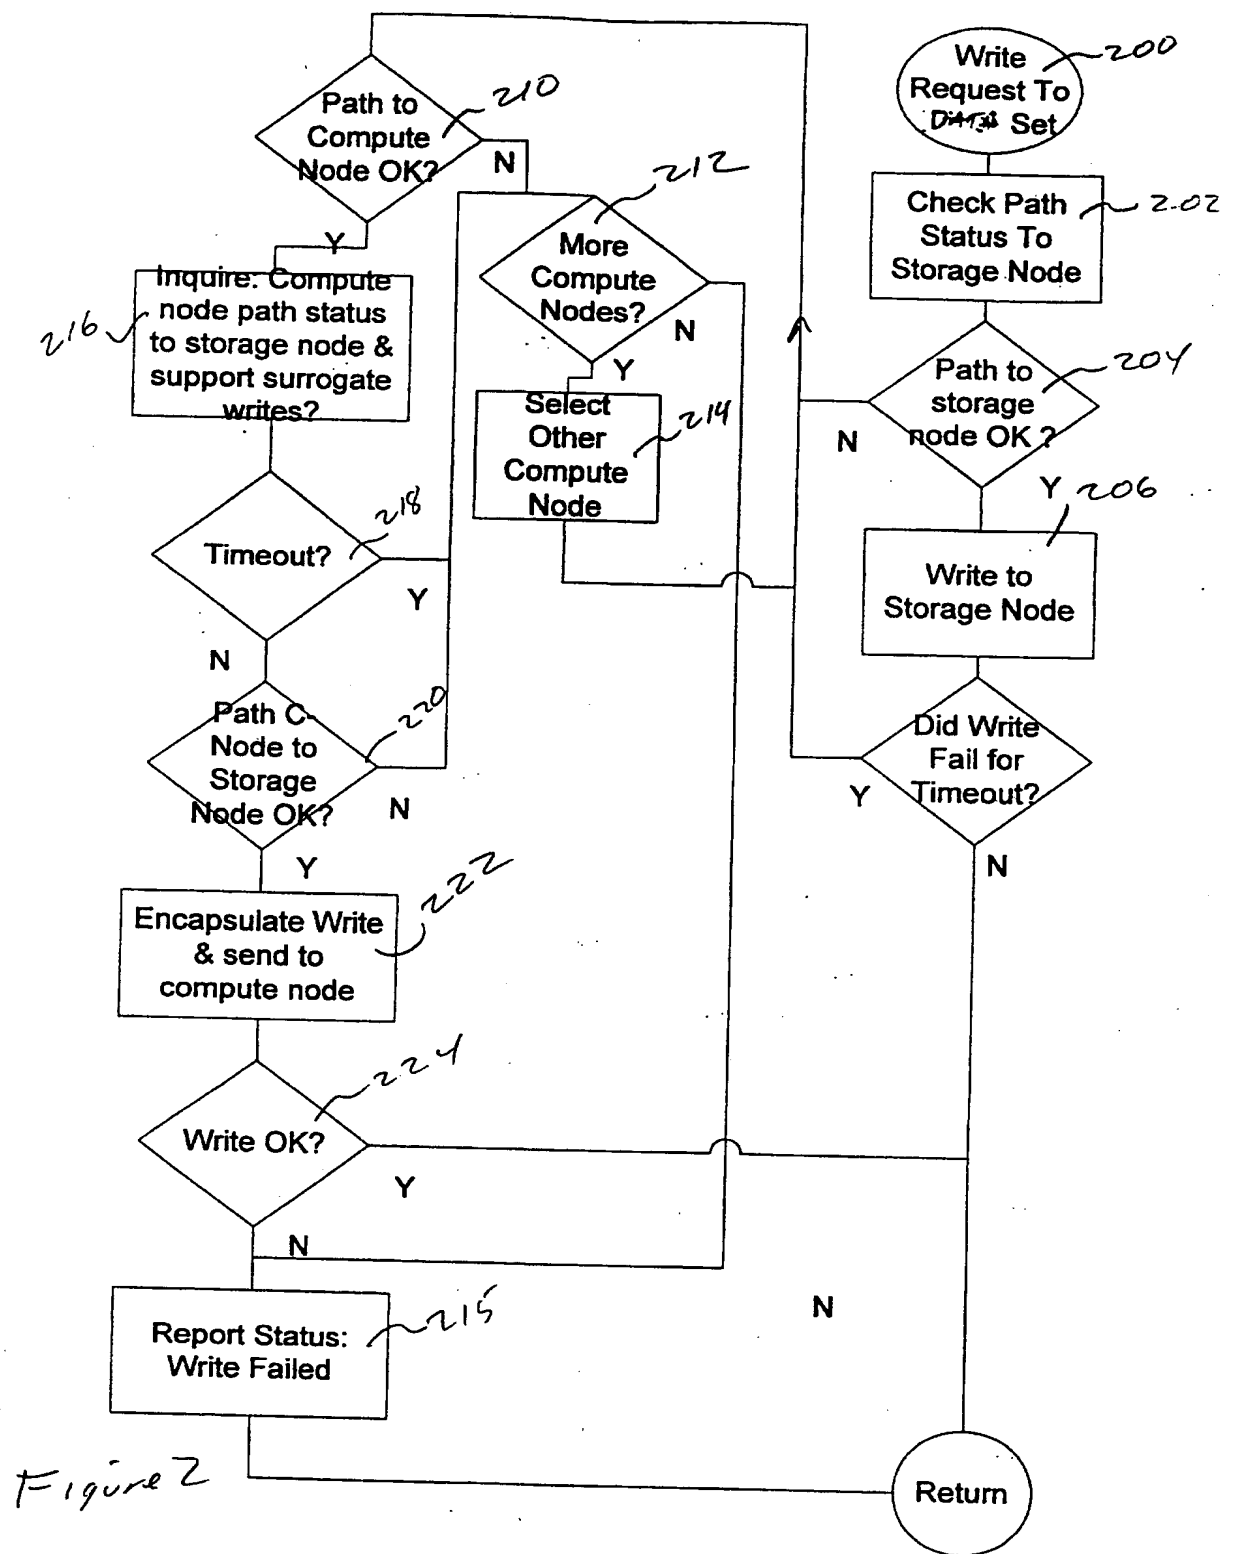 Write
Request To
Set
200
Check Path
Status To
Storage Node
202
Path to
storage
node OK ?
204
N
Y
206
Write to
Storage Node
Did Write
Fail for
Timeout?
Y
N
Path to
Compute
Node OK?
210
N
Y
212
More
Compute
Nodes?
N
Y
Select
Other
Compute
Node
214
Inquire: Compute
node path status
to storage node &
support surrogate
writes?
216
Timeout?
218
Y
N
Path C-
Node to
Storage
Node OK?
220
N
Y
Encapsulate Write
& send to
compute node
222
Write OK?
224
Y
N
Report Status:
Write Failed
215
N
Return
Figure 2